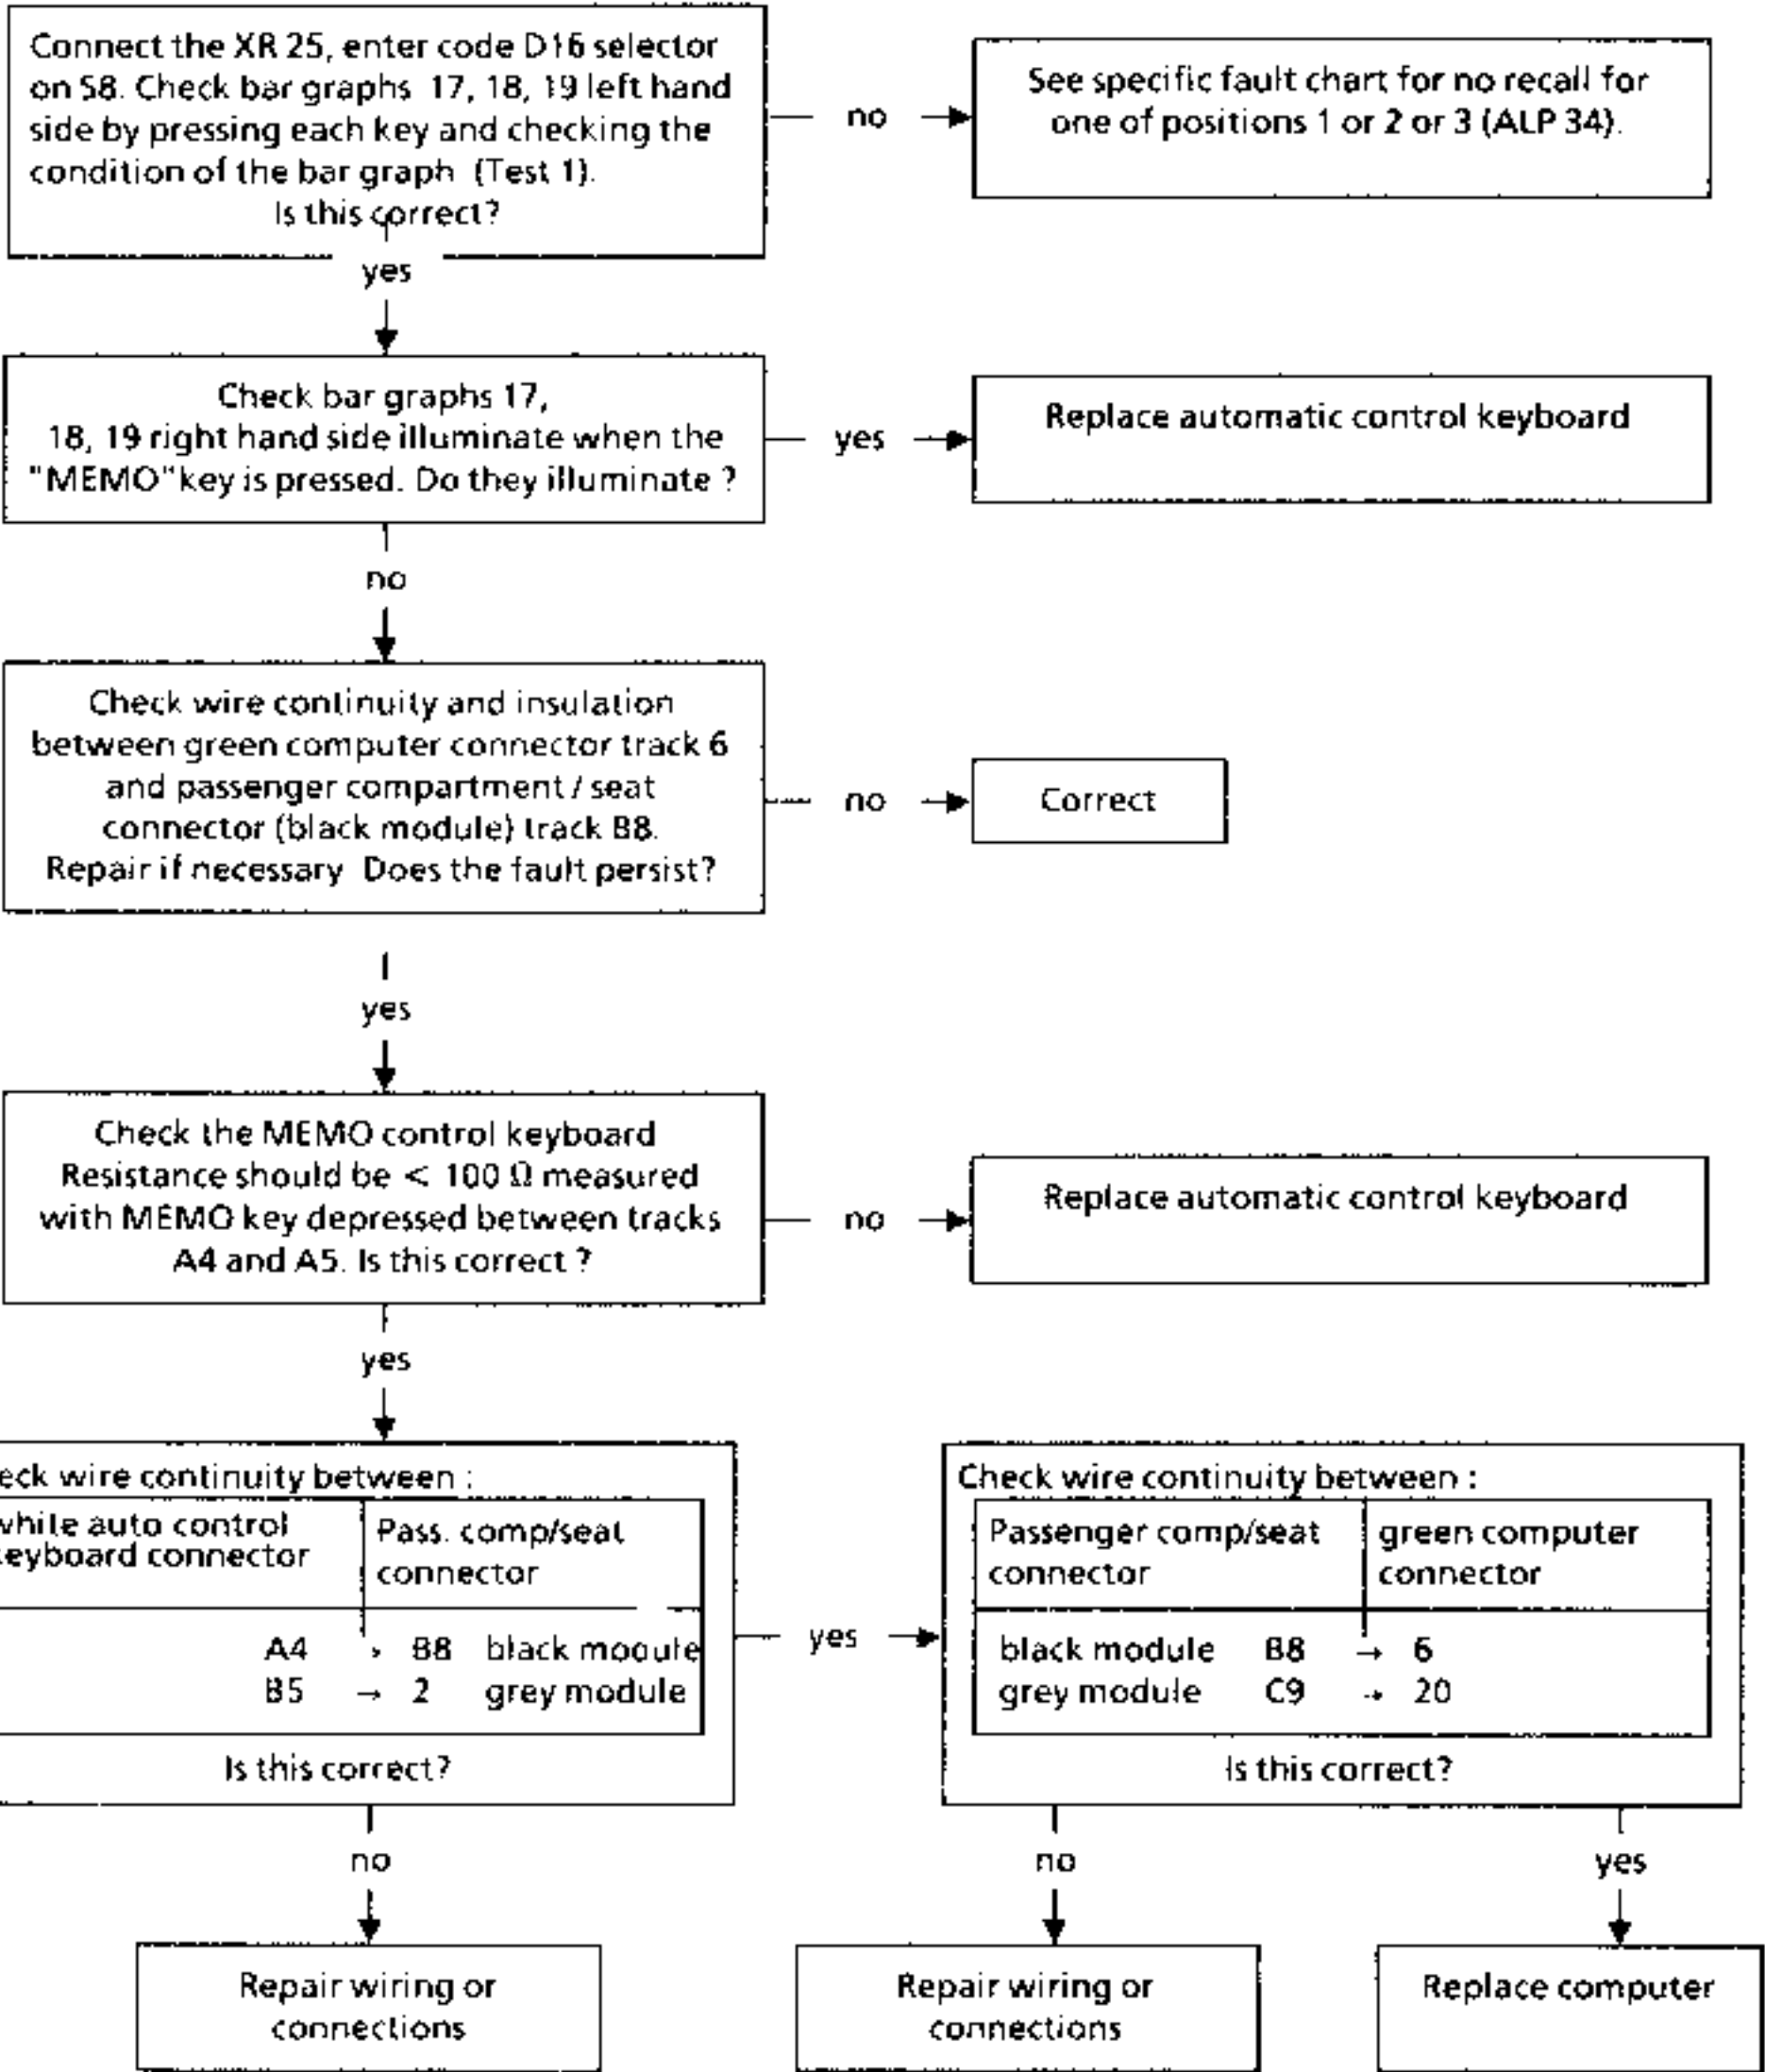 Connect the XR 25, enter code D16 selector
on S8. Check bar graphs 17, 18, 19 left hand
side by pressing each key and checking the
condition of the bar graph (Test 1).
Is this correct?
no
See specific fault chart for no recall for
one of positions 1 or 2 or 3 (ALP 34).
yes
Check bar graphs 17,
18, 19 right hand side illuminate when the
"MEMO" key is pressed. Do they illuminate ?
yes
Replace automatic control keyboard
no
Check wire continuity and insulation
between green computer connector track 6
and passenger compartment / seat
connector (black module) track B8.
Repair if necessary Does the fault persist?
no
Correct
yes
Check the MEMO control keyboard
Resistance should be < 100 Ω measured
with MEMO key depressed between tracks
A4 and A5. Is this correct ?
no
Replace automatic control keyboard
yes
eck wire continuity between :
white auto control
keyboard connector
Pass. comp/seat
connector
A4 → B8 black module
B5 → 2 grey module
Is this correct?
yes
Check wire continuity between :
Passenger comp/seat
connector
green computer
connector
black module B8 → 6
grey module C9 → 20
Is this correct?
no
no
yes
Repair wiring or
connections
Repair wiring or
connections
Replace computer